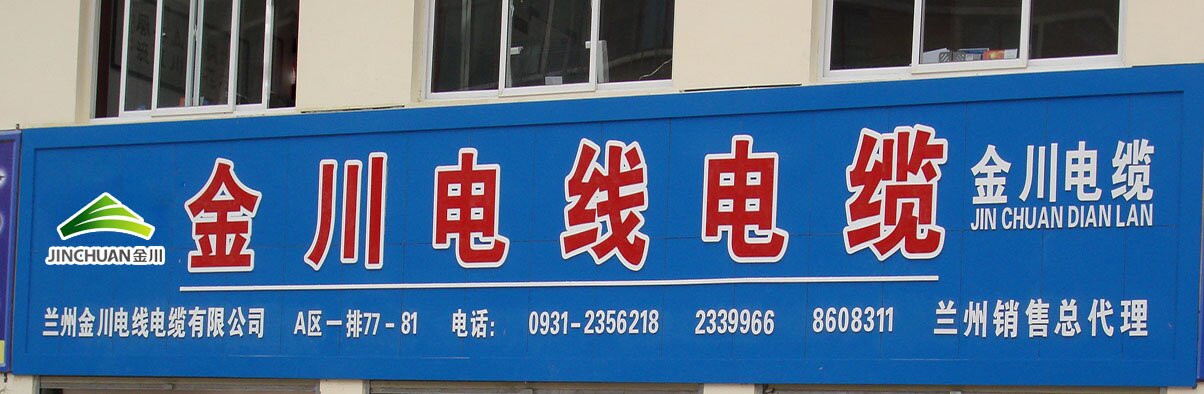 金川电线电缆
金川电缆
JIN CHUAN DIAN LAN
JINCHUAN金川
兰州金川电线电缆有限公司 A区一排77-81 电话: 0931-2356218 2339966 8608311 兰州销售总代理